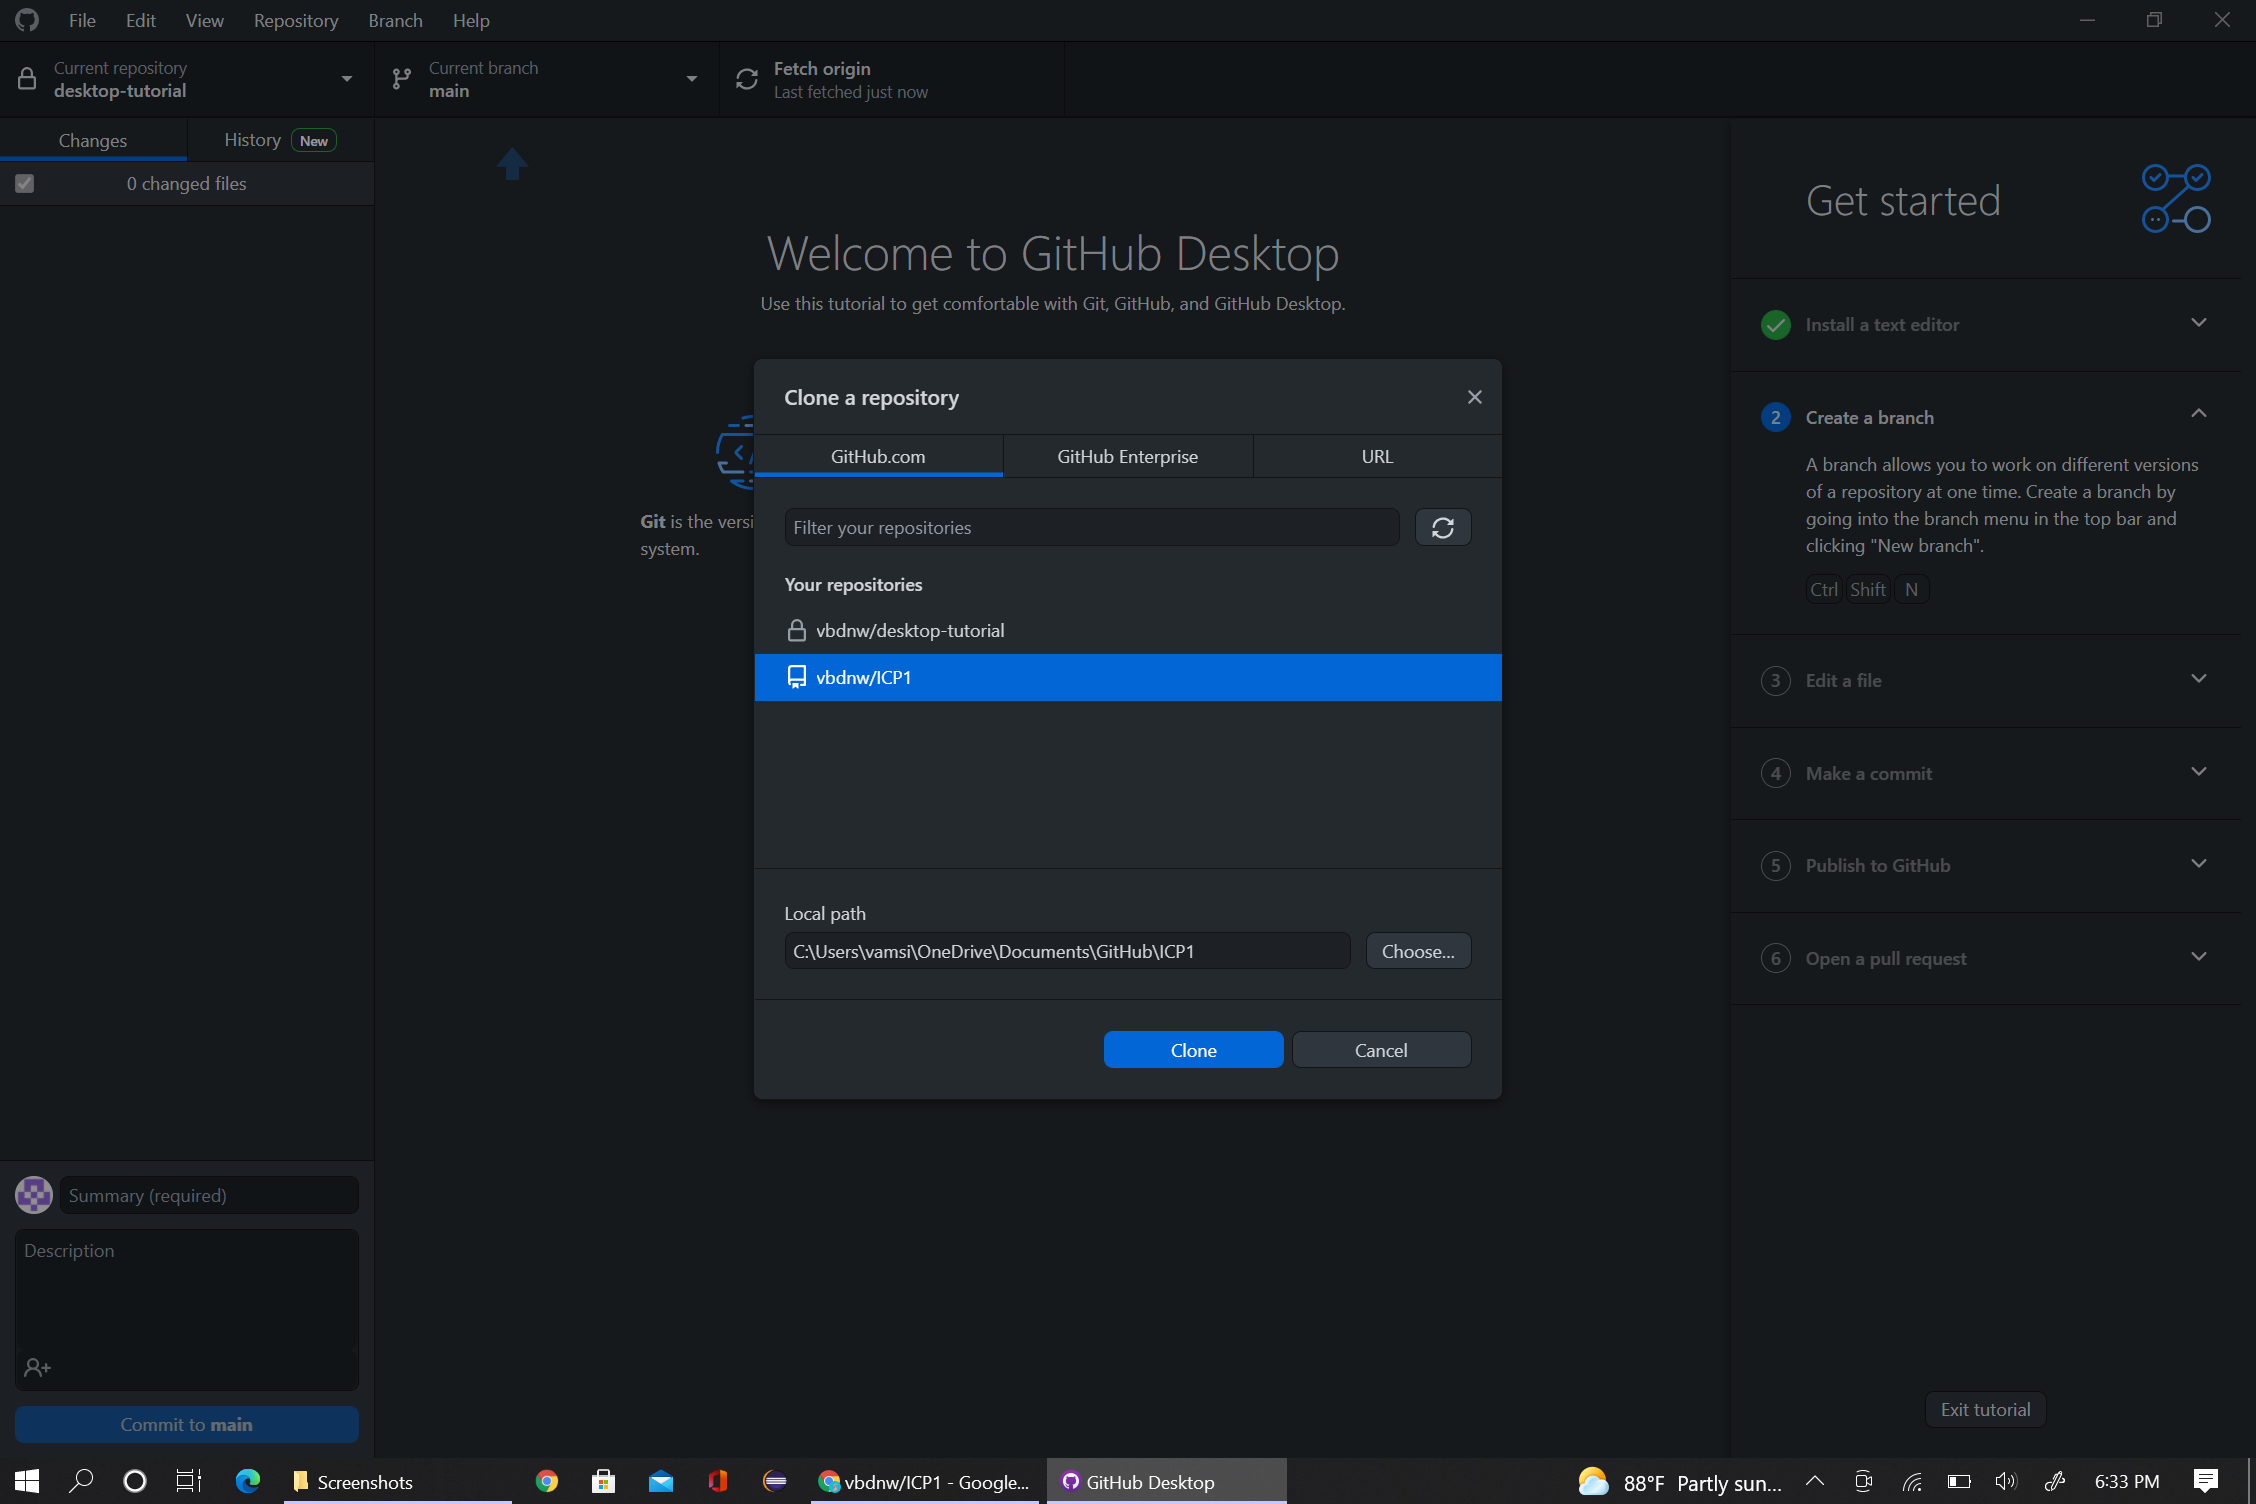 File Edit View Repository Branch Help
Current repository
desktop-tutorial
Current branch
main
Fetch origin
Last fetched just now
Changes
History New
0 changed files
Welcome to GitHub Desktop
Use this tutorial to get comfortable with Git, GitHub, and GitHub Desktop.
Git is the versi
system.
Clone a repository
GitHub.com
GitHub Enterprise
URL
Filter your repositories
Your repositories
vbdnw/desktop-tutorial
vbdnw/ICP1
Local path
C:\Users\vamsi\OneDrive\Documents\GitHub\ICP1
Choose...
Clone
Cancel
Get started
Install a text editor
2 Create a branch
A branch allows you to work on different versions
of a repository at one time. Create a branch by
going into the branch menu in the top bar and
clicking "New branch".
Ctrl Shift N
3 Edit a file
4 Make a commit
5 Publish to GitHub
6 Open a pull request
Exit tutorial
Summary (required)
Description
Commit to main
Screenshots
vbdnw/ICP1 - Google...
GitHub Desktop
88°F Partly sun...
6:33 PM